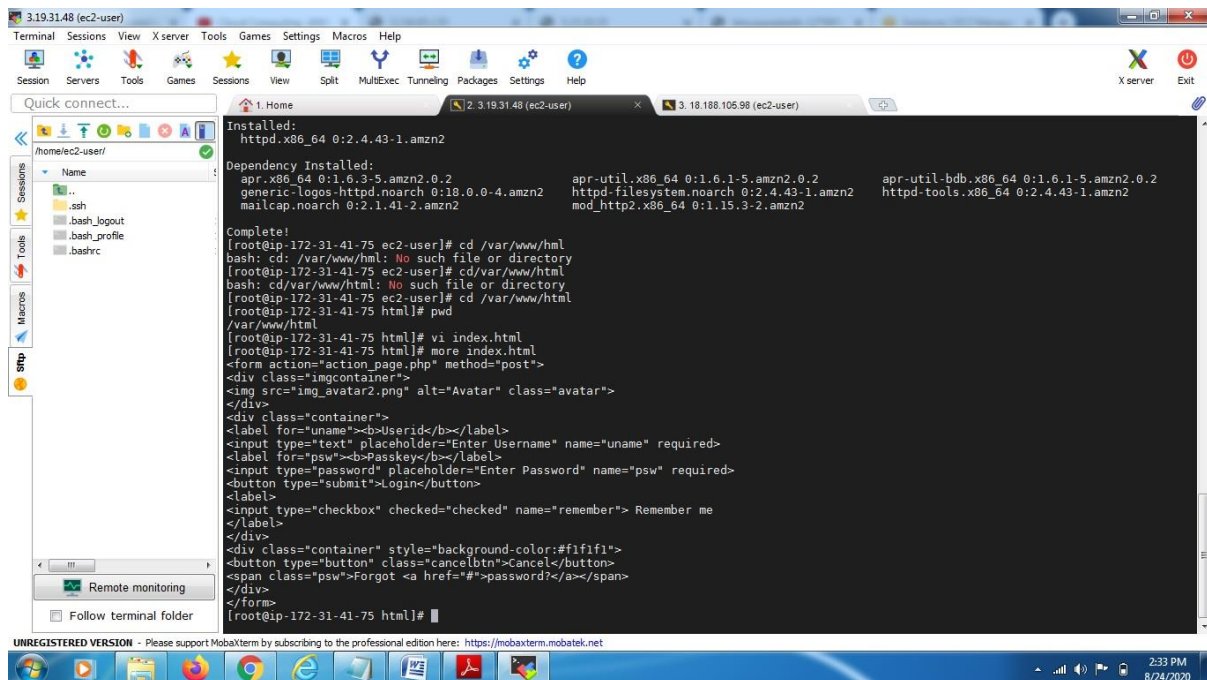 3.19.31.48 (ec2-user)
Terminal Sessions View X server Tools Games Settings Macros Help
Session Servers Tools Games Sessions View Split MultiExec Tunneling Packages Settings Help X server Exit
Quick connect...
1. Home
2. 3.19.31.48 (ec2-user)
3. 18.188.105.98 (ec2-user)
/home/ec2-user/
Name
..
.ssh
.bash_logout
.bash_profile
.bashrc
Sessions
Tools
Macros
Sftp
Remote monitoring
Follow terminal folder
Installed:
httpd.x86_64 0:2.4.43-1.amzn2
Dependency Installed:
apr.x86_64 0:1.6.3-5.amzn2.0.2 apr-util.x86_64 0:1.6.1-5.amzn2.0.2 apr-util-bdb.x86_64 0:1.6.1-5.amzn2.0.2
generic-logos-httpd.noarch 0:18.0.0-4.amzn2 httpd-filesystem.noarch 0:2.4.43-1.amzn2 httpd-tools.x86_64 0:2.4.43-1.amzn2
mailcap.noarch 0:2.1.41-2.amzn2 mod_http2.x86_64 0:1.15.3-2.amzn2
Complete!
[root@ip-172-31-41-75 ec2-user]# cd /var/www/hml
bash: cd: /var/www/hml: No such file or directory
[root@ip-172-31-41-75 ec2-user]# cd/var/www/html
bash: cd/var/www/html: No such file or directory
[root@ip-172-31-41-75 ec2-user]# cd /var/www/html
[root@ip-172-31-41-75 html]# pwd
/var/www/html
[root@ip-172-31-41-75 html]# vi index.html
[root@ip-172-31-41-75 html]# more index.html
<form action="action_page.php" method="post">
<div class="imgcontainer">
<img src="img_avatar2.png" alt="Avatar" class="avatar">
</div>
<div class="container">
<label for="uname"><b>Userid</b></label>
<input type="text" placeholder="Enter Username" name="uname" required>
<label for="psw"><b>Passkey</b></label>
<input type="password" placeholder="Enter Password" name="psw" required>
<button type="submit">Login</button>
<label>
<input type="checkbox" checked="checked" name="remember"> Remember me
</label>
</div>
<div class="container" style="background-color:#f1f1f1">
<button type="button" class="cancelbtn">Cancel</button>
<span class="psw">Forgot <a href="#">password?</a></span>
</div>
</form>
[root@ip-172-31-41-75 html]#
UNREGISTERED VERSION - Please support MobaXterm by subscribing to the professional edition here: https://mobaxterm.mobatek.net
2:33 PM
8/24/2020